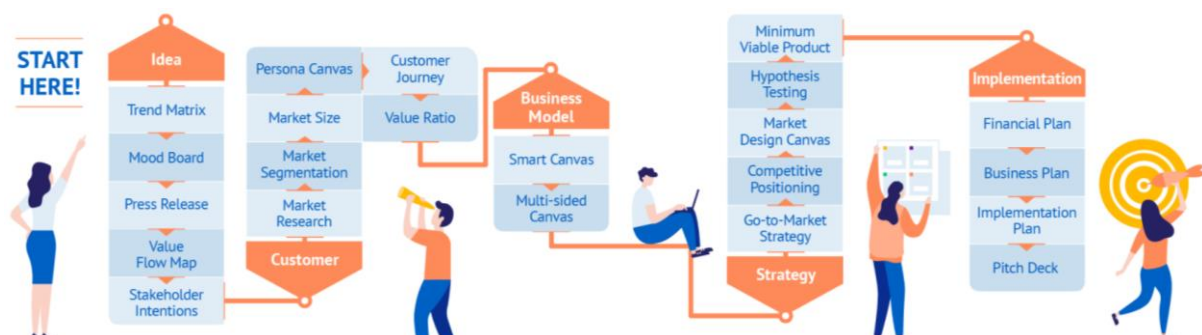 START
HERE!
Idea
Trend Matrix
Mood Board
Press Release
Value
Flow Map
Stakeholder
Intentions
Customer
Market
Research
Market
Segmentation
Market Size
Persona Canvas
Customer
Journey
Value Ratio
Business
Model
Smart Canvas
Multi-sided
Canvas
Strategy
Go-to-Market
Strategy
Competitive
Positioning
Market
Design Canvas
Hypothesis
Testing
Minimum
Viable Product
Implementation
Financial Plan
Business Plan
Implementation
Plan
Pitch Deck